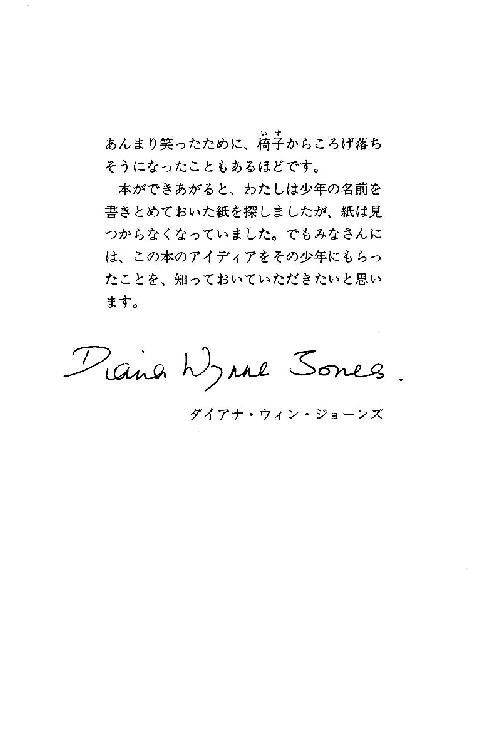 あんまり笑ったために、椅子からころげ落ち
そうになったこともあるほどです。
本ができあがると、わたしは少年の名前を
書きとめておいた紙を探しましたが、紙は見
つからなくなっていました。でもみなさんに
は、この本のアイディアをその少年にもらっ
たことを、知っておいていただきたいと思い
ます。
Diana Wynne Jones.
ダイアナ・ウィン・ジョーンズ